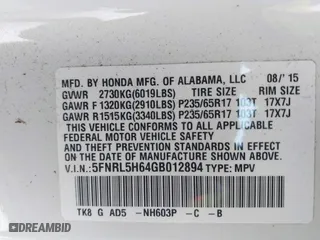 MFD. BY HONDA MFG. OF ALABAMA, LLC 08/'15
GVWR 2730KG(6019LBS) TIRE SIZE RIM SIZE
GAWR F 1320KG(2910LBS) P235/65R17 103T 17X7J
GAWR R 1515KG(3340LBS) P235/65R17 103T 17X7J
THIS VEHICLE CONFORMS TO ALL APPLICABLE
FEDERAL MOTOR VEHICLE SAFETY AND THEFT PREVENTION
STANDARDS IN EFFECT ON THE DATE OF MANUFACTURE SHOWN ABOVE.
V.I.N.: 5FNRL5H64GB012894 TYPE: MPV
TK8 G AD5 -NH603P -C -B
DIBIDAMERICA